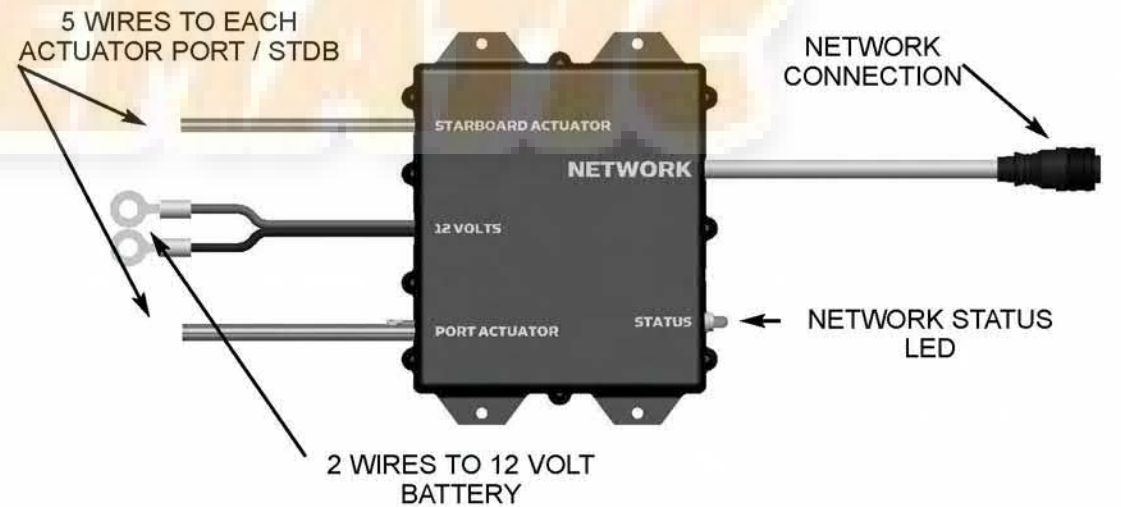 5 WIRES TO EACH
ACTUATOR PORT / STDB
NETWORK
CONNECTION
STARBOARD ACTUATOR
NETWORK
12 VOLTS
STATUS
PORT ACTUATOR
NETWORK STATUS
LED
2 WIRES TO 12 VOLT
BATTERY